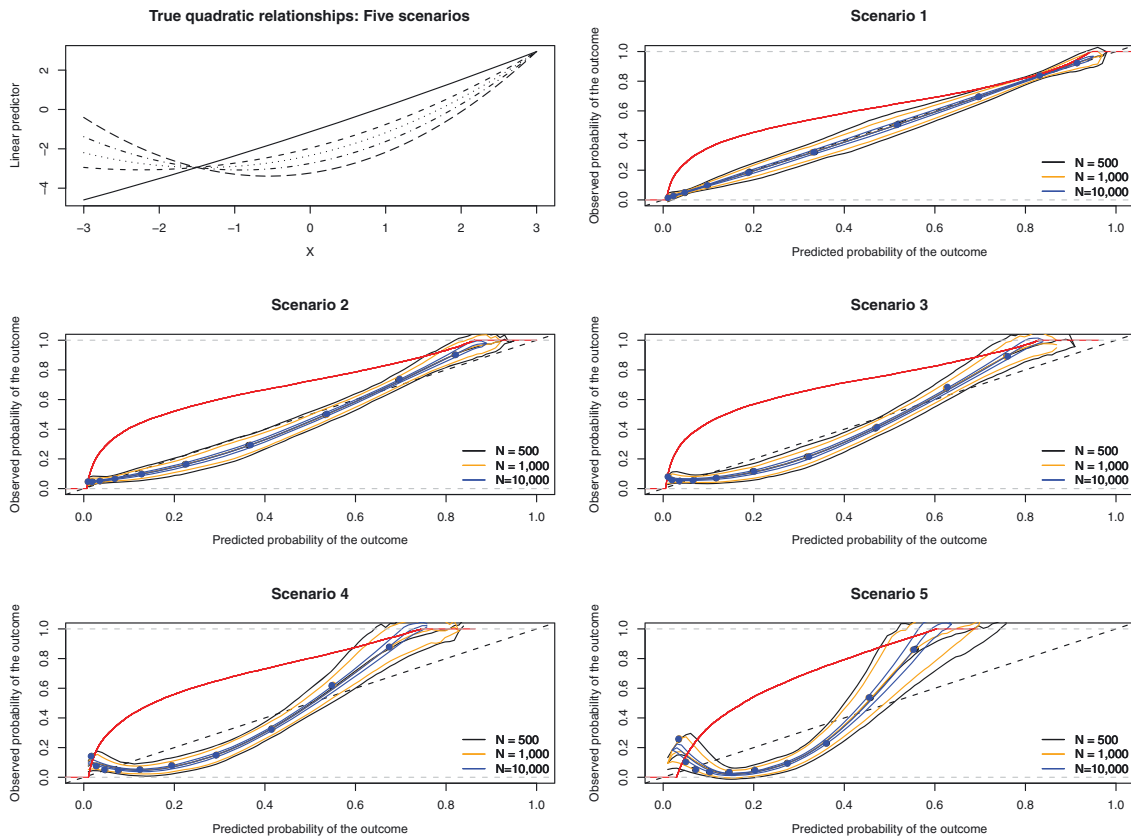 True quadratic relationships: Five scenarios
Linear predictor
2
0
−2
−4
−3 −2 −1 0 1 2 3
X
Scenario 1
Observed probability of the outcome
1.0
0.8
0.6
0.4
0.2
0.0
N = 500
N = 1,000
N=10,000
0.0 0.2 0.4 0.6 0.8 1.0
Predicted probability of the outcome
Scenario 2
Observed probability of the outcome
1.0
0.8
0.6
0.4
0.2
0.0
N = 500
N = 1,000
N=10,000
0.0 0.2 0.4 0.6 0.8 1.0
Predicted probability of the outcome
Scenario 3
Observed probability of the outcome
1.0
0.8
0.6
0.4
0.2
0.0
N = 500
N = 1,000
N=10,000
0.0 0.2 0.4 0.6 0.8 1.0
Predicted probability of the outcome
Scenario 4
Observed probability of the outcome
1.0
0.8
0.6
0.4
0.2
0.0
N = 500
N = 1,000
N=10,000
0.0 0.2 0.4 0.6 0.8 1.0
Predicted probability of the outcome
Scenario 5
Observed probability of the outcome
1.0
0.8
0.6
0.4
0.2
0.0
N = 500
N = 1,000
N=10,000
0.0 0.2 0.4 0.6 0.8 1.0
Predicted probability of the outcome